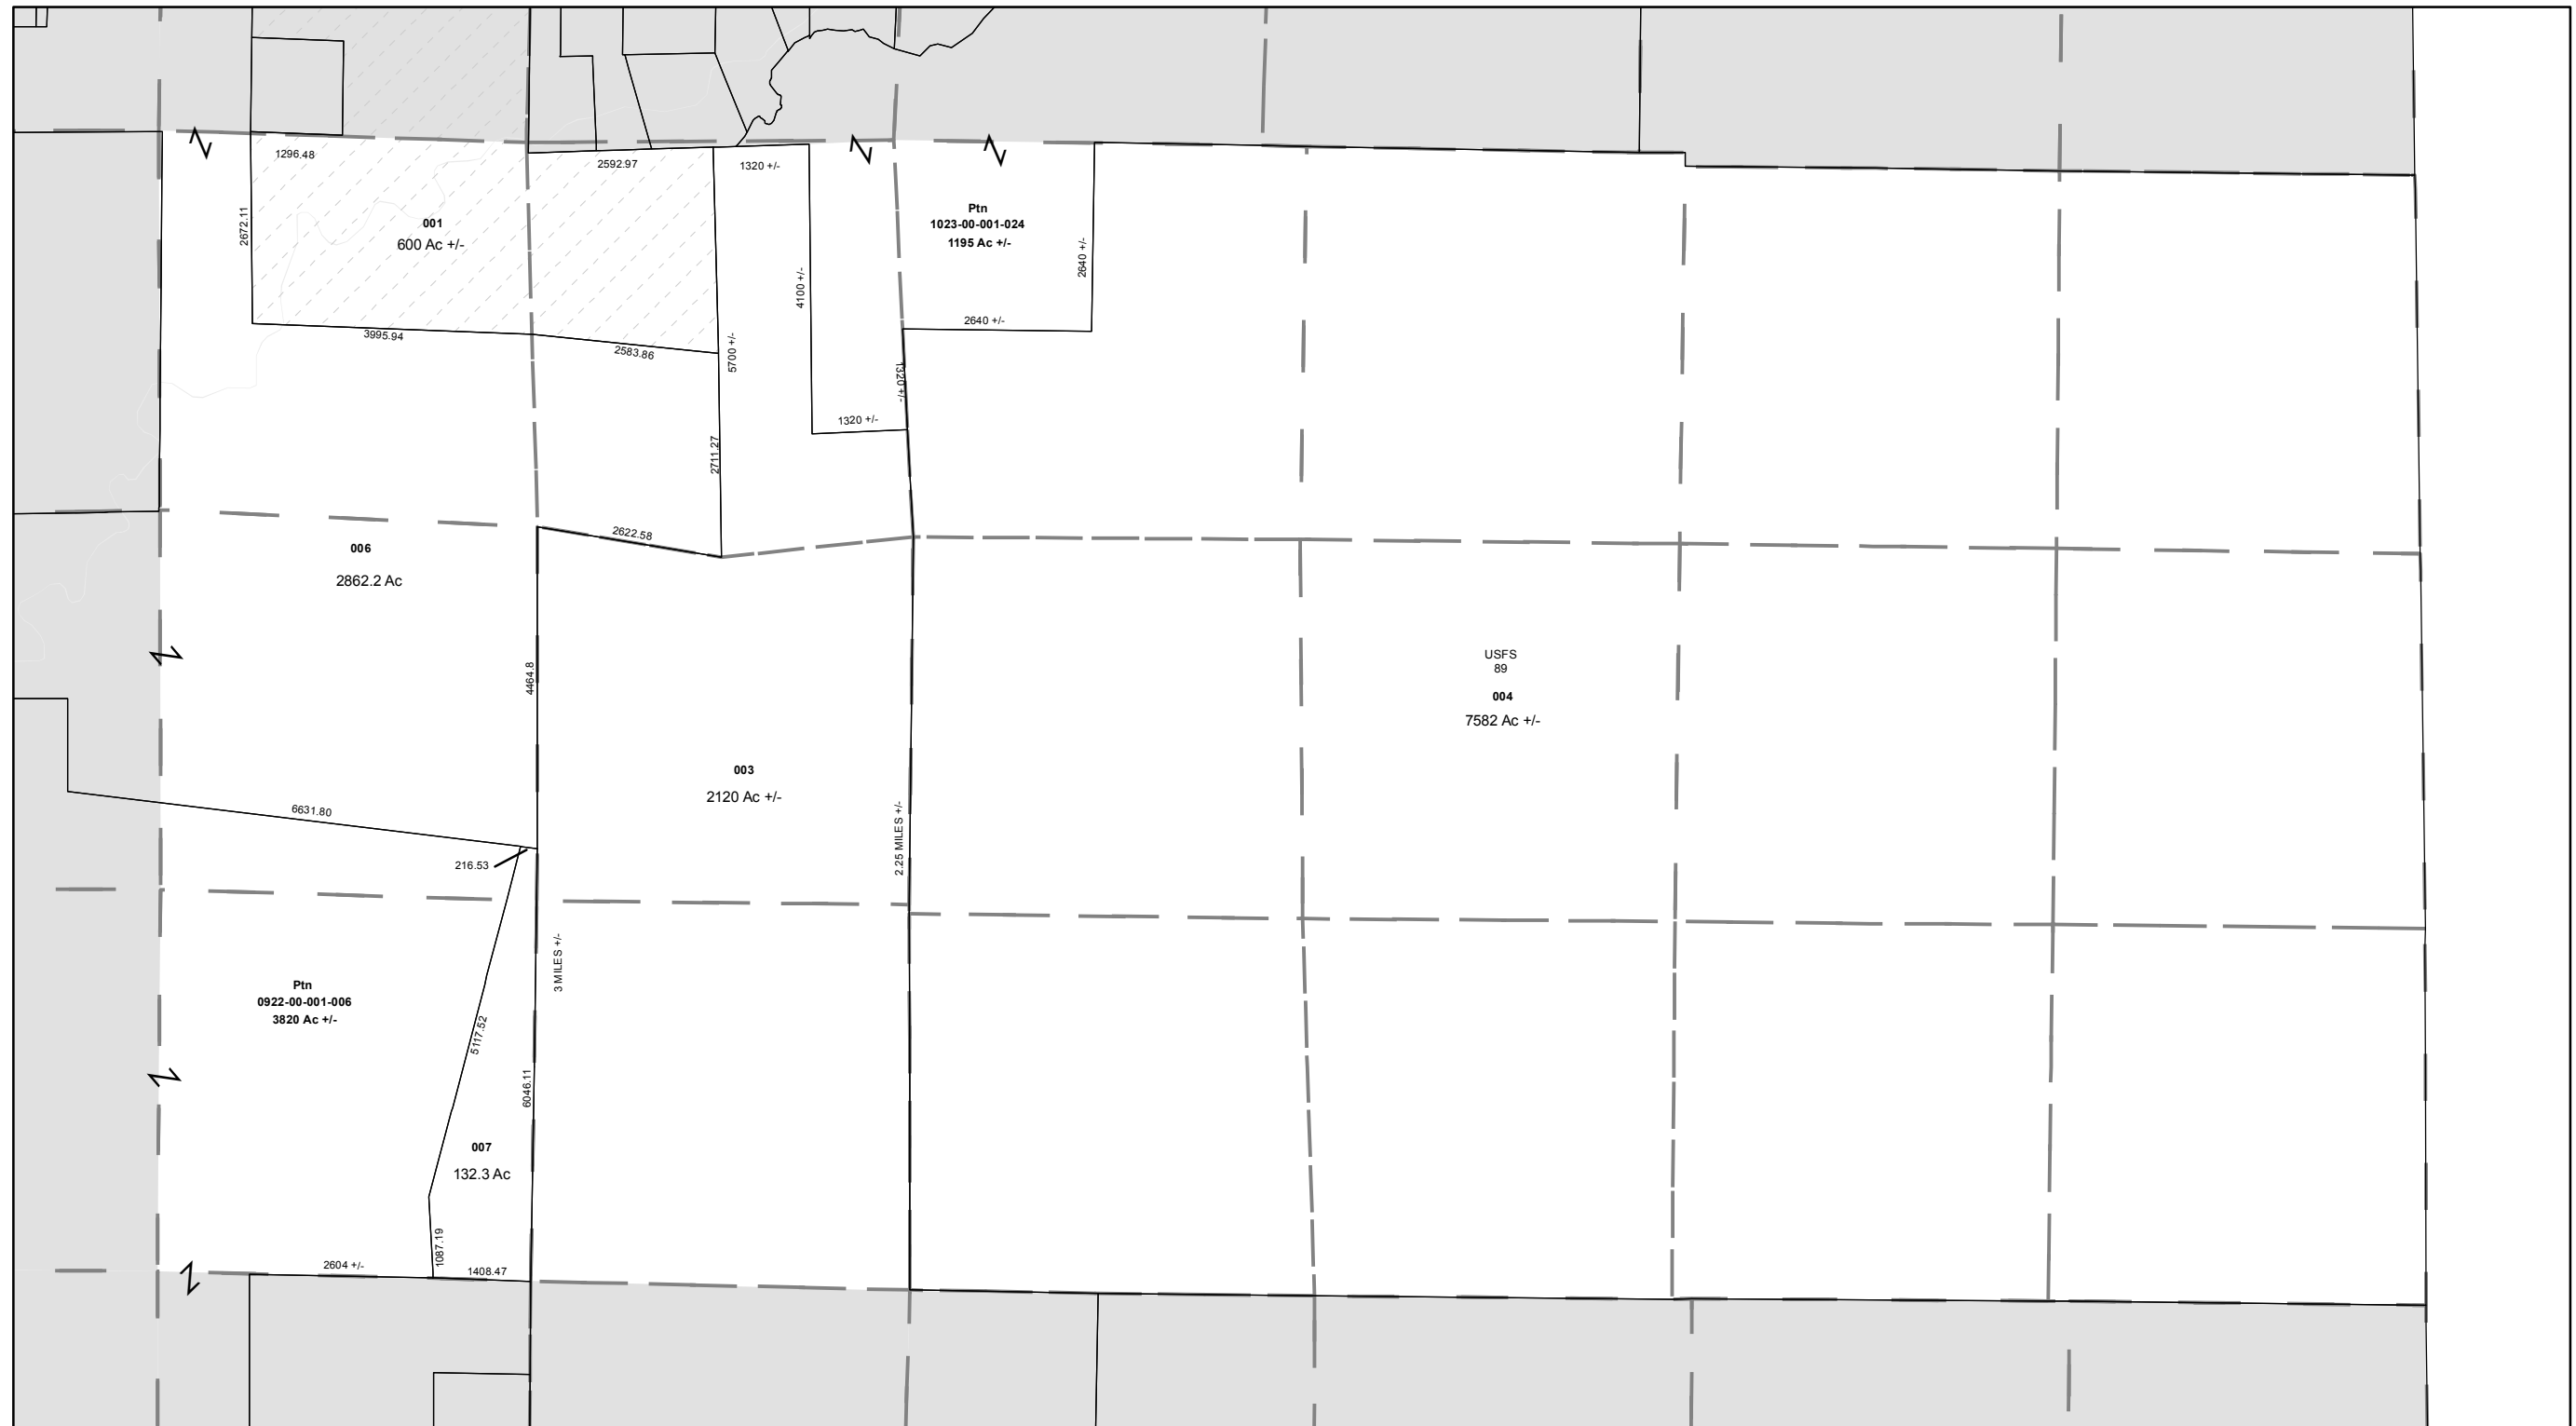 1296.48
2592.97
1320 +/-
2672.11
001
600 Ac +/-
Ptn
1023-00-001-024
1195 Ac +/-
2640 +/-
4100 +/-
2640 +/-
3995.94
2583.86
5700 +/-
1320 +/-
1320 +/-
2711.27
2622.58
006
2862.2 Ac
4464.8
USFS
89
004
7582 Ac +/-
003
2120 Ac +/-
2.25 MILES +/-
6631.80
216.53
3 MILES +/-
Ptn
0922-00-001-006
3820 Ac +/-
5117.52
6046.11
007
132.3 Ac
1087.19
2604 +/-
1408.47